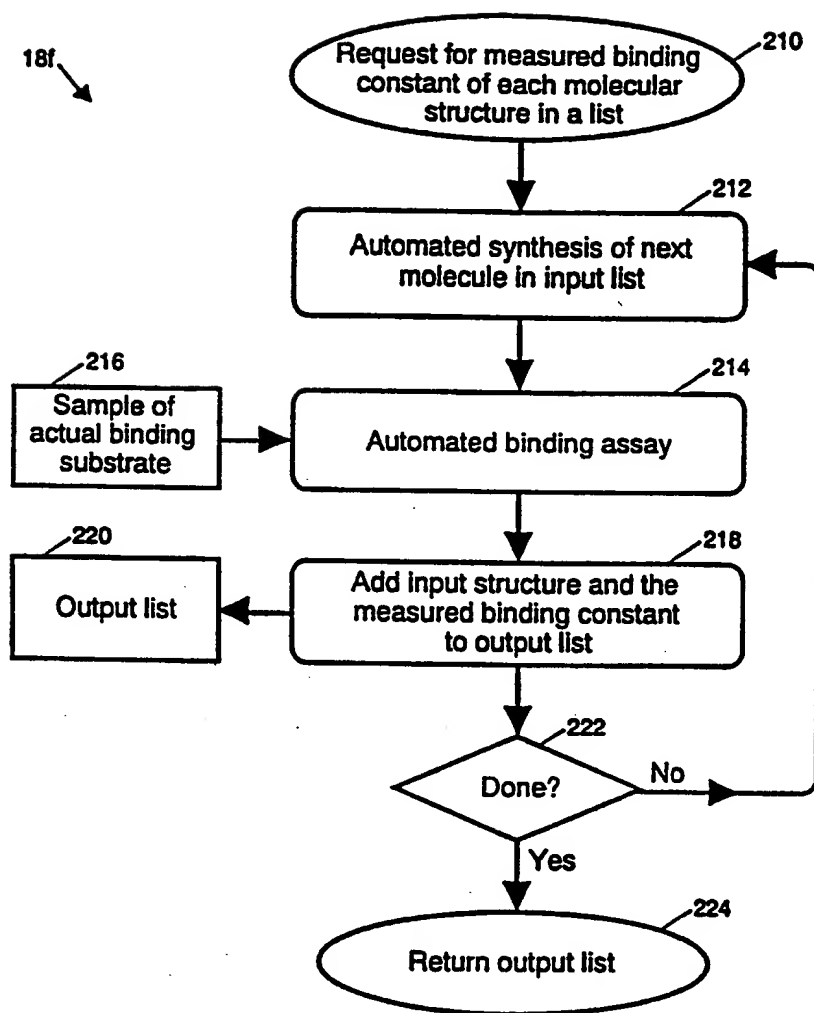 18f
210
Request for measured binding
constant of each molecular
structure in a list
212
Automated synthesis of next
molecule in input list
216
Sample of
actual binding
substrate
214
Automated binding assay
220
Output list
218
Add input structure and the
measured binding constant
to output list
222
Done?
No
Yes
224
Return output list